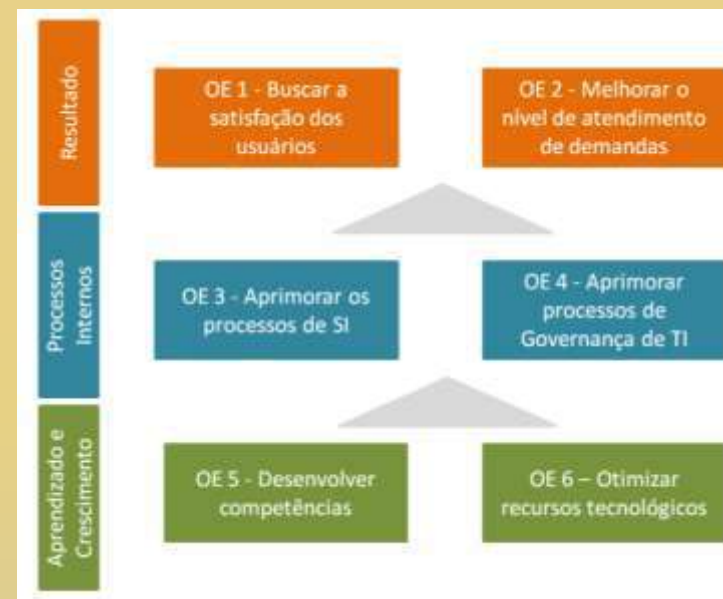 Resultado
OE 1 - Buscar a
satisfação dos
usuários
OE 2 - Melhorar o
nível de atendimento
de demandas
Processos
Internos
OE 3 - Aprimorar os
processos de SI
OE 4 - Aprimorar
processos de
Governança de TI
Aprendizado e
Crescimento
OE 5 - Desenvolver
competências
OE 6 – Otimizar
recursos tecnológicos